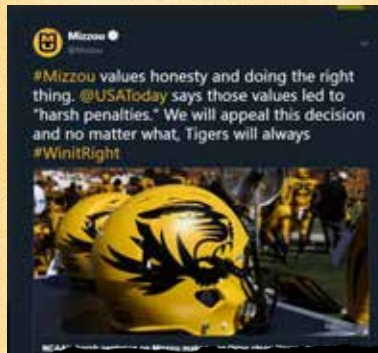 Mizzou
@Mizzou
#Mizzou values honesty and doing the right
thing. @USAToday says those values led to
"harsh penalties." We will appeal this decision
and no matter what, Tigers will always
#WinitRight